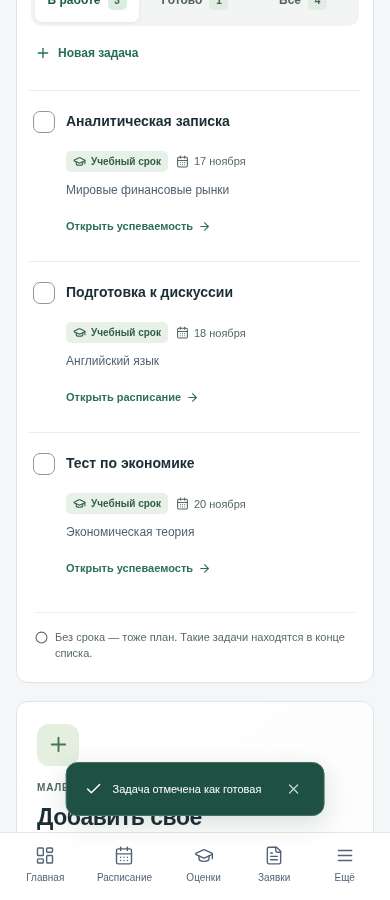 В работе 3 Готово 1 Все 4
Новая задача
Аналитическая записка
Учебный срок 17 ноября
Мировые финансовые рынки
Открыть успеваемость
Подготовка к дискуссии
Учебный срок 18 ноября
Английский язык
Открыть расписание
Тест по экономике
Учебный срок 20 ноября
Экономическая теория
Открыть успеваемость
Без срока — тоже план. Такие задачи находятся в конце
списка.
Задача отмечена как готовая
Добавить своё
Главная Расписание Оценки Заявки Ещё